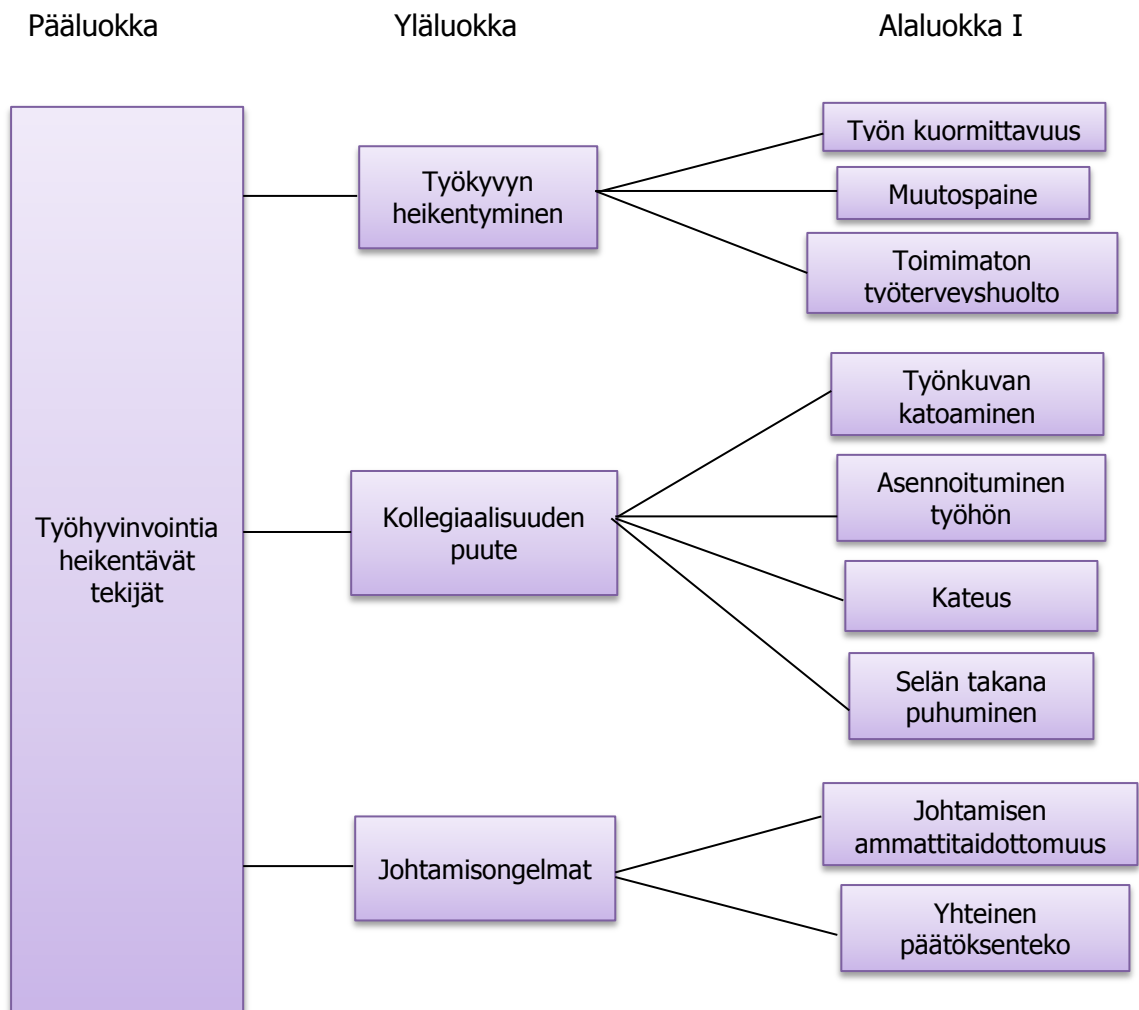 Pääluokka Yläluokka Alaluokka I
Työhyvinvointia
heikentävät
tekijät
Työkyvyn
heikentyminen
Työn kuormittavuus
Muutospaine
Toimimaton
työterveyshuolto
Kollegiaalisuuden
puute
Työnkuvan
katoaminen
Asennoituminen
työhön
Kateus
Selän takana
puhuminen
Johtamisongelmat
Johtamisen
ammattitaidottomuus
Yhteinen
päätöksenteko